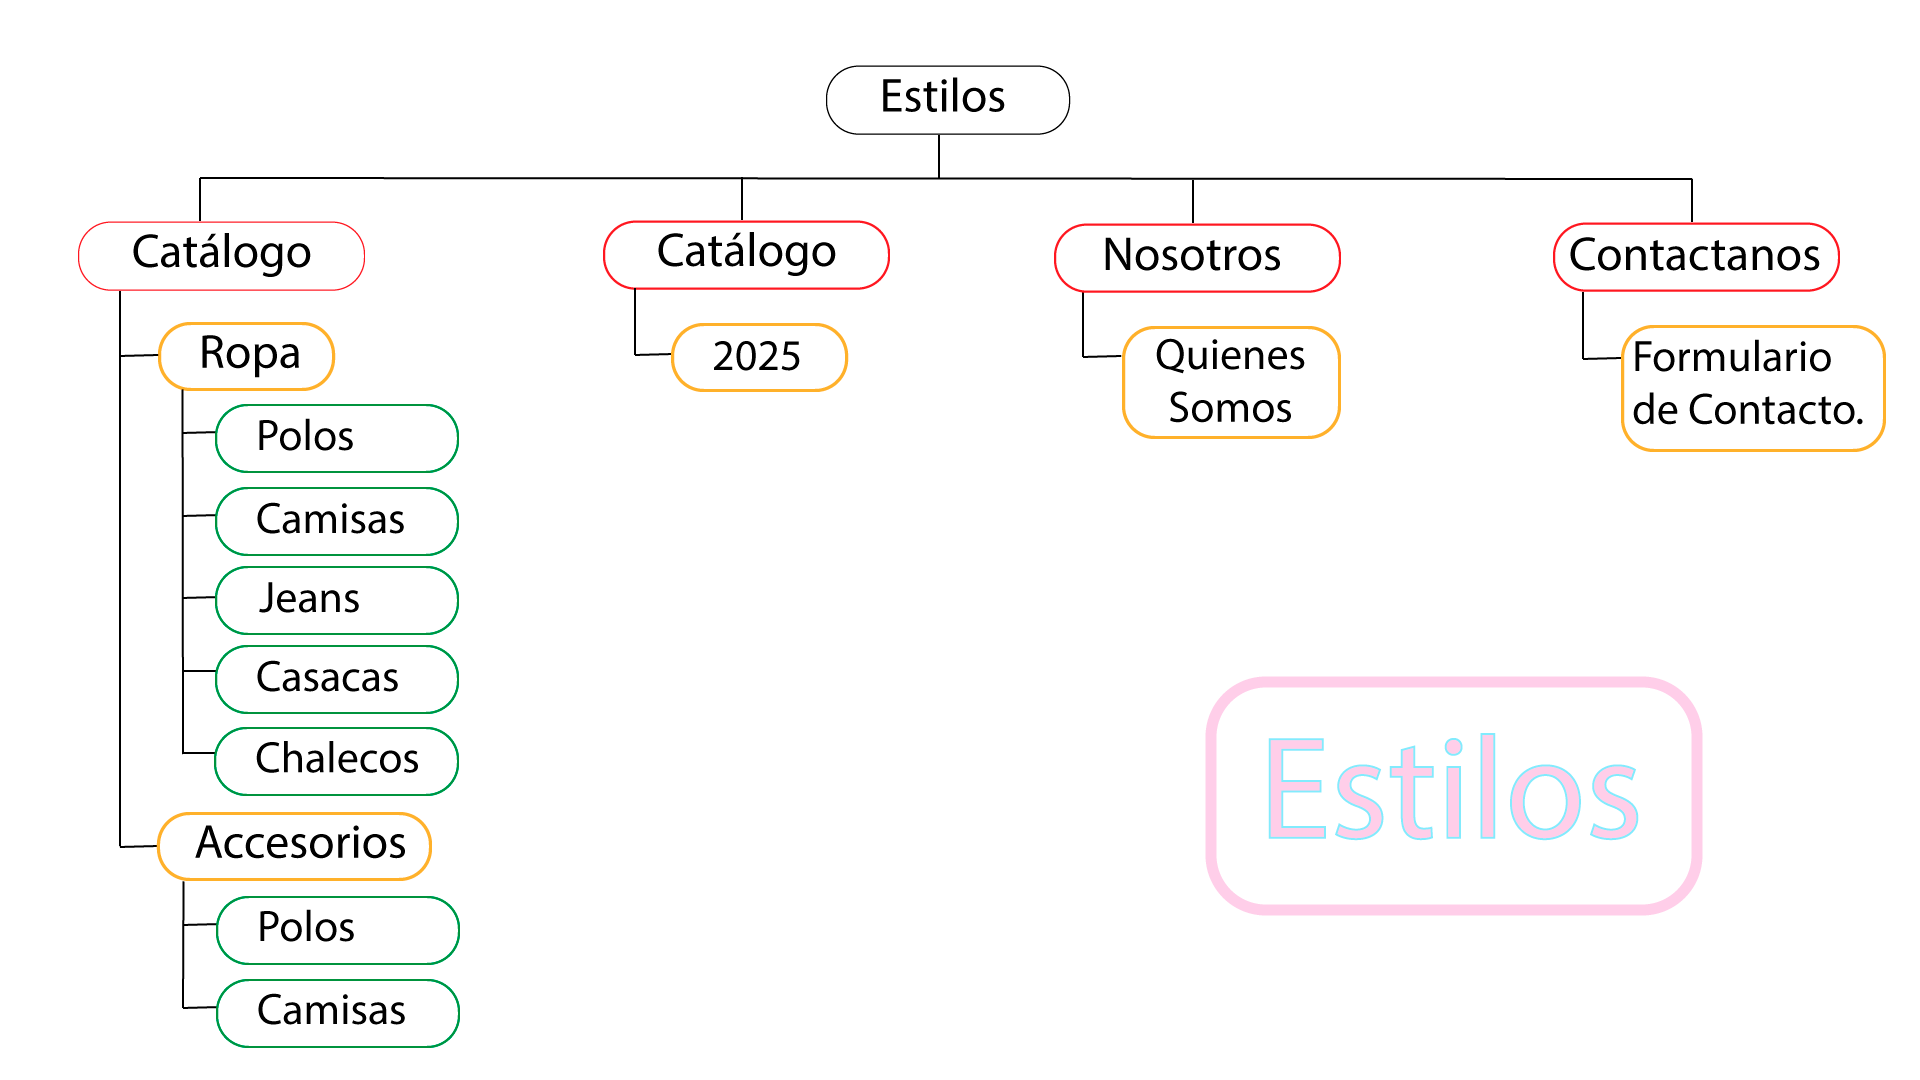 Estilos
Catálogo
Catálogo
Nosotros
Contactanos
Ropa
Polos
Camisas
Jeans
Casacas
Chalecos
Accesorios
Polos
Camisas
2025
Quienes
Somos
Formulario
de Contacto.
Estilos